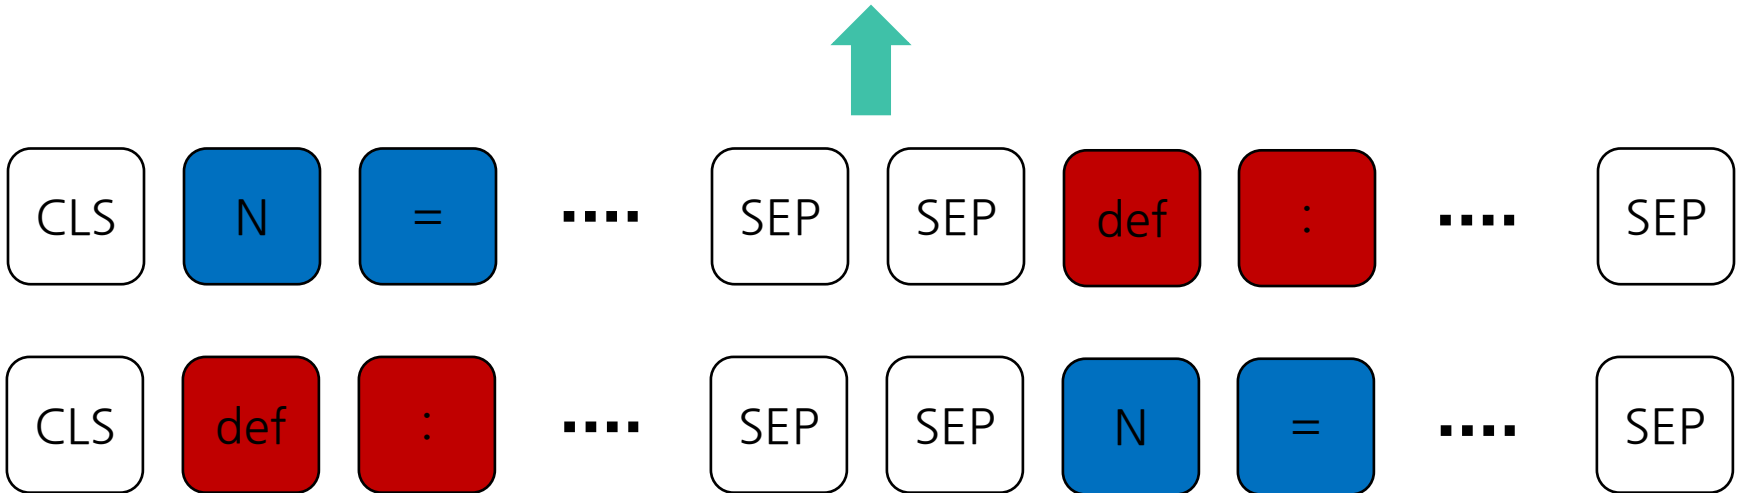 CLS N = .... SEP SEP def : .... SEP
CLS def : .... SEP SEP N = .... SEP